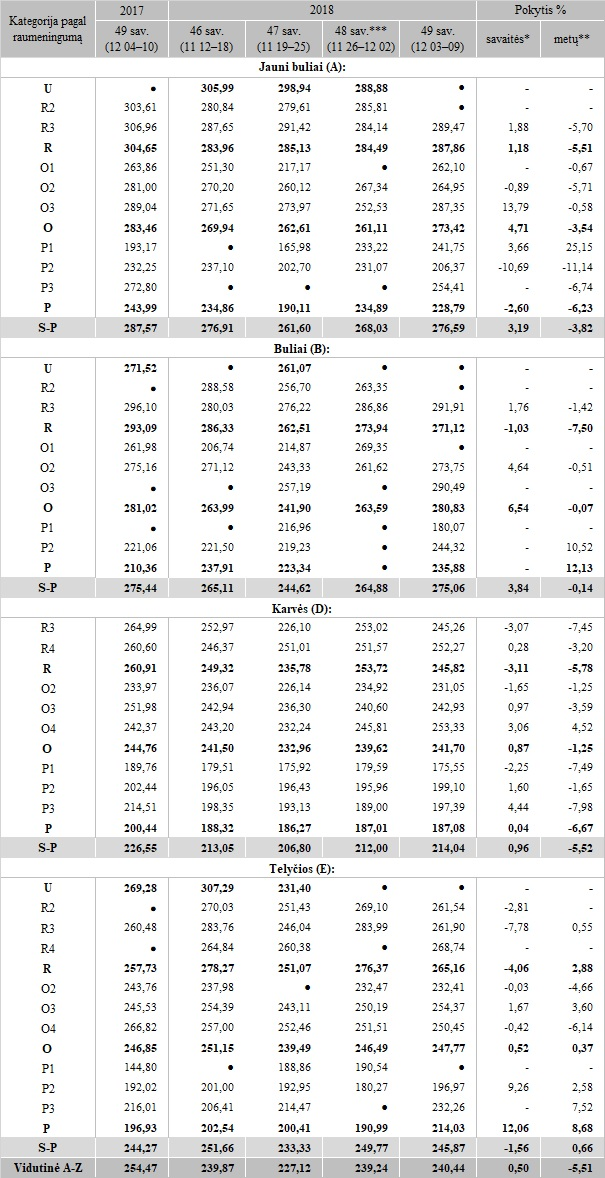 Kategorija pagal raumeningumą 2017 2018 Pokytis %
49 sav. (12 04–10) 46 sav. (11 12–18) 47 sav. (11 19–25) 48 sav.*** (11 26–12 02) 49 sav. (12 03–09) savaitės* metų**
Jauni buliai (A):
U ● 305,99 298,94 288,88 ● - -
R2 303,61 280,84 279,61 285,81 ● - -
R3 306,96 287,65 291,42 284,14 289,47 1,88 -5,70
R 304,65 283,96 285,13 284,49 287,86 1,18 -5,51
O1 263,86 251,30 217,17 ● 262,10 - -0,67
O2 281,00 270,20 260,12 267,34 264,95 -0,89 -5,71
O3 289,04 271,65 273,97 252,53 287,35 13,79 -0,58
O 283,46 269,94 262,61 261,11 273,42 4,71 -3,54
P1 193,17 ● 165,98 233,22 241,75 3,66 25,15
P2 232,25 237,10 202,70 231,07 206,37 -10,69 -11,14
P3 272,80 ● ● ● 254,41 - -6,74
P 243,99 234,86 190,11 234,89 228,79 -2,60 -6,23
S-P 287,57 276,91 261,60 268,03 276,59 3,19 -3,82
Buliai (B):
U 271,52 ● 261,07 ● ● - -
R2 ● 288,58 256,70 263,35 ● - -
R3 296,10 280,03 276,22 286,86 291,91 1,76 -1,42
R 293,09 286,33 262,51 273,94 271,12 -1,03 -7,50
O1 261,98 206,74 214,87 269,35 ● - -
O2 275,16 271,12 243,33 261,62 273,75 4,64 -0,51
O3 ● ● 257,19 ● 290,49 - -
O 281,02 263,99 241,90 263,59 280,83 6,54 -0,07
P1 ● ● 216,96 ● 180,07 - -
P2 221,06 221,50 219,23 ● 244,32 - 10,52
P 210,36 237,91 223,34 ● 235,88 - 12,13
S-P 275,44 265,11 244,62 264,88 275,06 3,84 -0,14
Karvės (D):
R3 264,99 252,97 226,10 253,02 245,26 -3,07 -7,45
R4 260,60 246,37 251,01 251,57 252,27 0,28 -3,20
R 260,91 249,32 235,78 253,72 245,82 -3,11 -5,78
O2 233,97 236,07 226,14 234,92 231,05 -1,65 -1,25
O3 251,98 242,94 236,30 240,60 242,93 0,97 -3,59
O4 242,37 243,20 232,24 245,81 253,33 3,06 4,52
O 244,76 241,50 232,96 239,62 241,70 0,87 -1,25
P1 189,76 179,51 175,92 179,59 175,55 -2,25 -7,49
P2 202,44 196,05 196,43 195,96 199,10 1,60 -1,65
P3 214,51 198,35 193,13 189,00 197,39 4,44 -7,98
P 200,44 188,32 186,27 187,01 187,08 0,04 -6,67
S-P 226,55 213,05 206,80 212,00 214,04 0,96 -5,52
Telyčios (E):
U 269,28 307,29 231,40 ● ● - -
R2 ● 270,03 251,43 269,10 261,54 -2,81 -
R3 260,48 283,76 246,04 283,99 261,90 -7,78 0,55
R4 ● 264,84 260,38 ● 268,74 - -
R 257,73 278,27 251,07 276,37 265,16 -4,06 2,88
O2 243,76 237,98 ● 232,47 232,41 -0,03 -4,66
O3 245,53 254,39 243,11 250,19 254,37 1,67 3,60
O4 266,82 257,00 252,46 251,51 250,45 -0,42 -6,14
O 246,85 251,15 239,49 246,49 247,77 0,52 0,37
P1 144,80 ● 188,86 190,54 ● - -
P2 192,02 201,00 192,95 180,27 196,97 9,26 2,58
P3 216,01 206,41 214,47 ● 232,26 - 7,52
P 196,93 202,54 200,41 190,99 214,03 12,06 8,68
S-P 244,27 251,66 233,33 249,77 245,87 -1,56 0,66
Vidutinė A-Z 254,47 239,87 227,12 239,24 240,44 0,50 -5,51